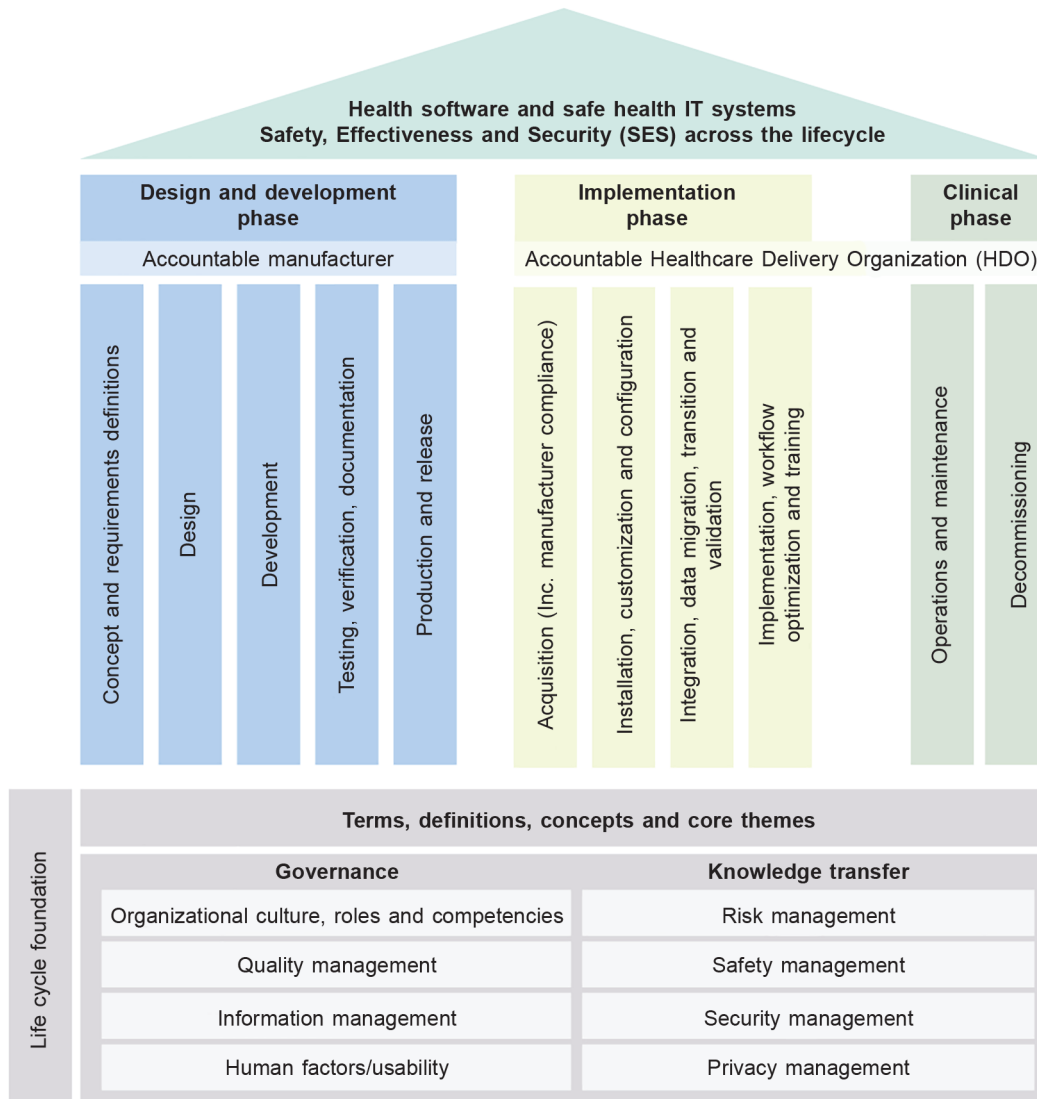 Health software and safe health IT systems
Safety, Effectiveness and Security (SES) across the lifecycle
Design and development
phase
Accountable manufacturer
Implementation
phase
Clinical
phase
Accountable Healthcare Delivery Organization (HDO)
Concept and requirements definitions
Design
Development
Testing, verification, documentation
Production and release
Acquisition (Inc. manufacturer compliance)
Installation, customization and configuration
Integration, data migration, transition and
validation
Implementation, workflow
optimization and training
Operations and maintenance
Decommissioning
Life cycle foundation
Terms, definitions, concepts and core themes
Governance
Organizational culture, roles and competencies
Quality management
Information management
Human factors/usability
Knowledge transfer
Risk management
Safety management
Security management
Privacy management